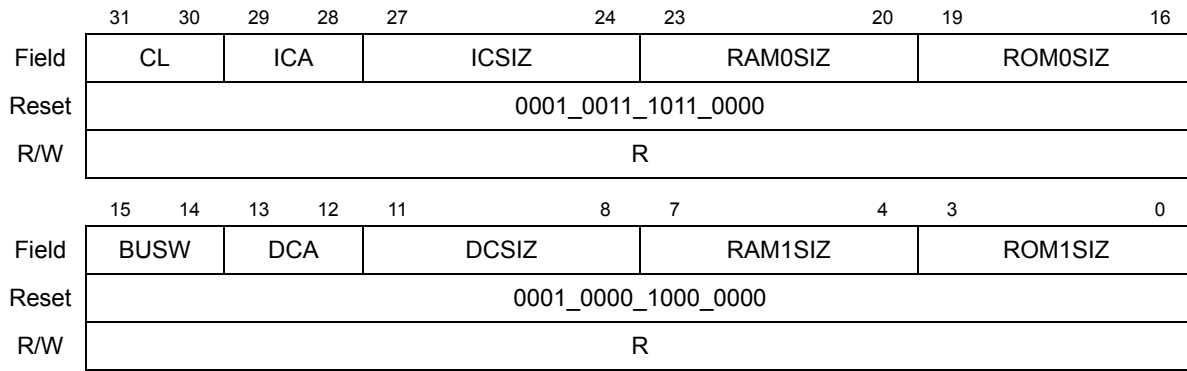 31 30 29 28 27 24 23 20 19 16
Field CL ICA ICSIZ RAM0SIZ ROM0SIZ
Reset 0001_0011_1011_0000
R/W R
15 14 13 12 11 8 7 4 3 0
Field BUSW DCA DCSIZ RAM1SIZ ROM1SIZ
Reset 0001_0000_1000_0000
R/W R